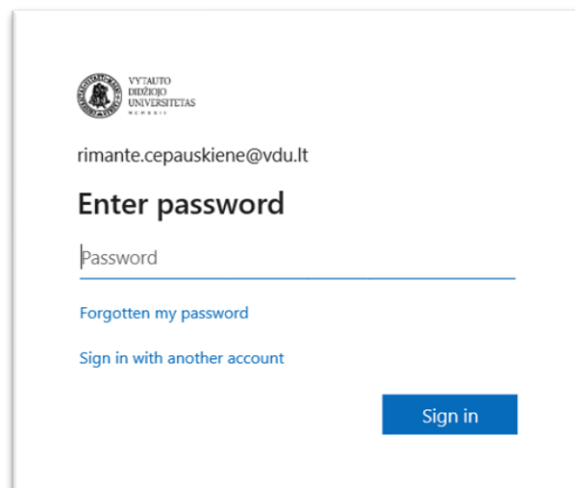 VYTAUTO
DIDŽIOJO
UNIVERSITETAS
MCMXXII
rimante.cepauskiene@vdu.lt
Enter password
Password
Forgotten my password
Sign in with another account
Sign in